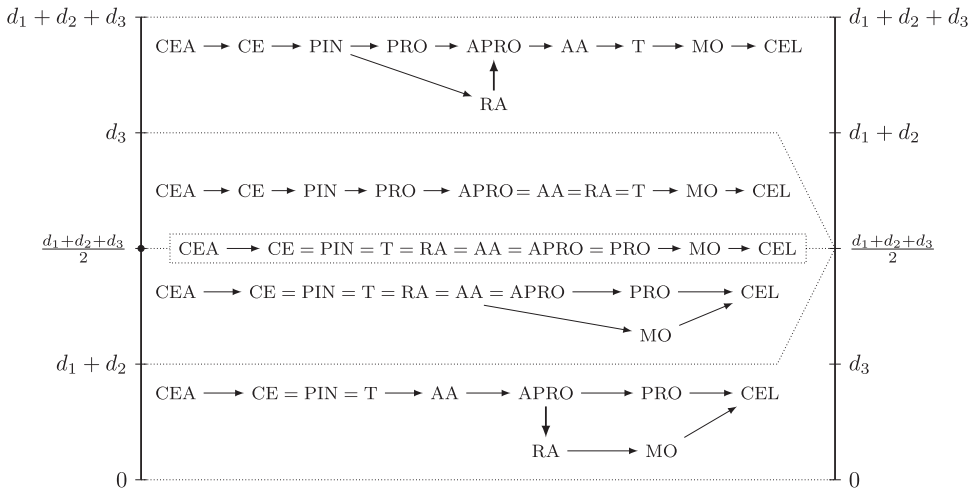 d₁ + d₂ + d₃ d₁ + d₂ + d₃
CEA → CE → PIN → PRO → APRO → AA → T → MO → CEL
RA
d₃ d₁ + d₂
CEA → CE → PIN → PRO → APRO = AA = RA = T → MO → CEL
(d₁+d₂+d₃)/2 CEA → CE = PIN = T = RA = AA = APRO = PRO → MO → CEL (d₁+d₂+d₃)/2
CEA → CE = PIN = T = RA = AA = APRO → PRO → CEL
MO
d₁ + d₂ d₃
CEA → CE = PIN = T → AA → APRO → PRO → CEL
RA → MO
0 0